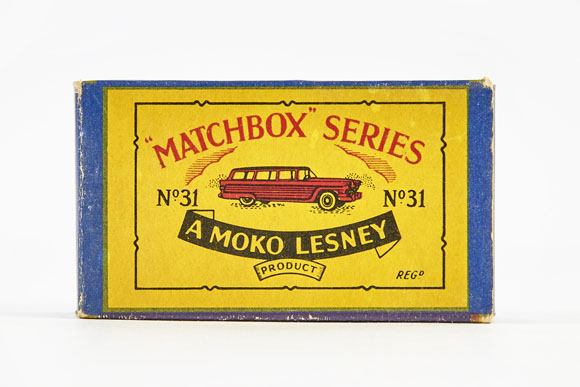 "MATCHBOX" SERIES
Nº31 Nº31
A MOKO LESNEY
PRODUCT
REGD